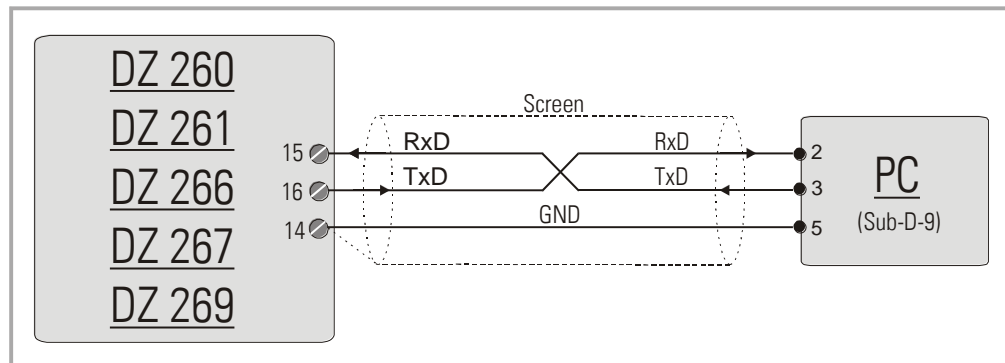 DZ 260
DZ 261
DZ 266
DZ 267
DZ 269
Screen
15
RxD
RxD
2
16
TxD
TxD
3
14
GND
5
PC
(Sub-D-9)